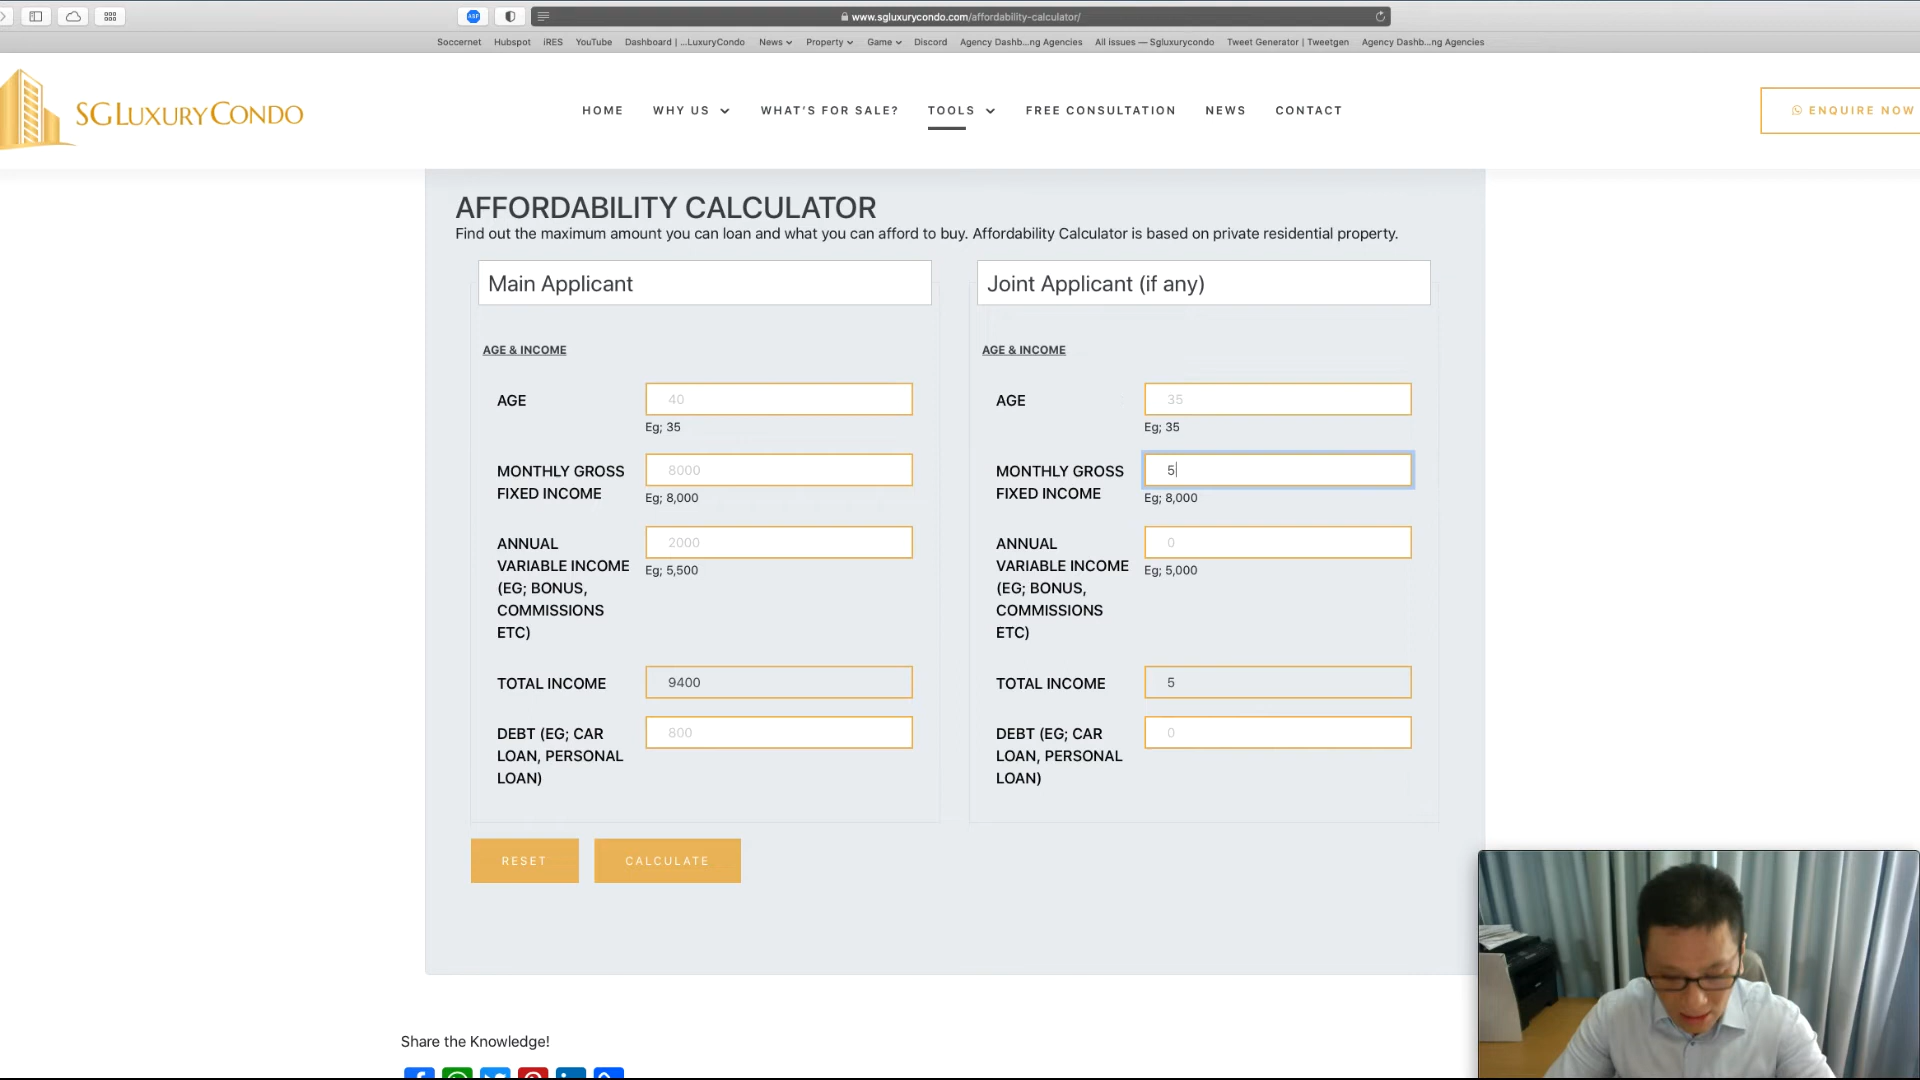 www.sgluxurycondo.com/affordability-calculator/
Soccernet Hubspot iRES YouTube Dashboard | ...LuxuryCondo News Property Game Discord Agency Dashb...ng Agencies All issues — Sgluxurycondo Tweet Generator | Tweetgen Agency Dashb...ng Agencies
SGLUXURYCONDO
HOME WHY US WHAT'S FOR SALE? TOOLS FREE CONSULTATION NEWS CONTACT
ENQUIRE NOW
AFFORDABILITY CALCULATOR
Find out the maximum amount you can loan and what you can afford to buy. Affordability Calculator is based on private residential property.
Main Applicant
AGE & INCOME
AGE
40
Eg; 35
MONTHLY GROSS
FIXED INCOME
8000
Eg; 8,000
ANNUAL
VARIABLE INCOME
(EG; BONUS,
COMMISSIONS
ETC)
2000
Eg; 5,500
TOTAL INCOME
9400
DEBT (EG; CAR
LOAN, PERSONAL
LOAN)
800
Joint Applicant (if any)
AGE & INCOME
AGE
35
Eg; 35
MONTHLY GROSS
FIXED INCOME
5
Eg; 8,000
ANNUAL
VARIABLE INCOME
(EG; BONUS,
COMMISSIONS
ETC)
0
Eg; 5,000
TOTAL INCOME
5
DEBT (EG; CAR
LOAN, PERSONAL
LOAN)
0
RESET CALCULATE
Share the Knowledge!